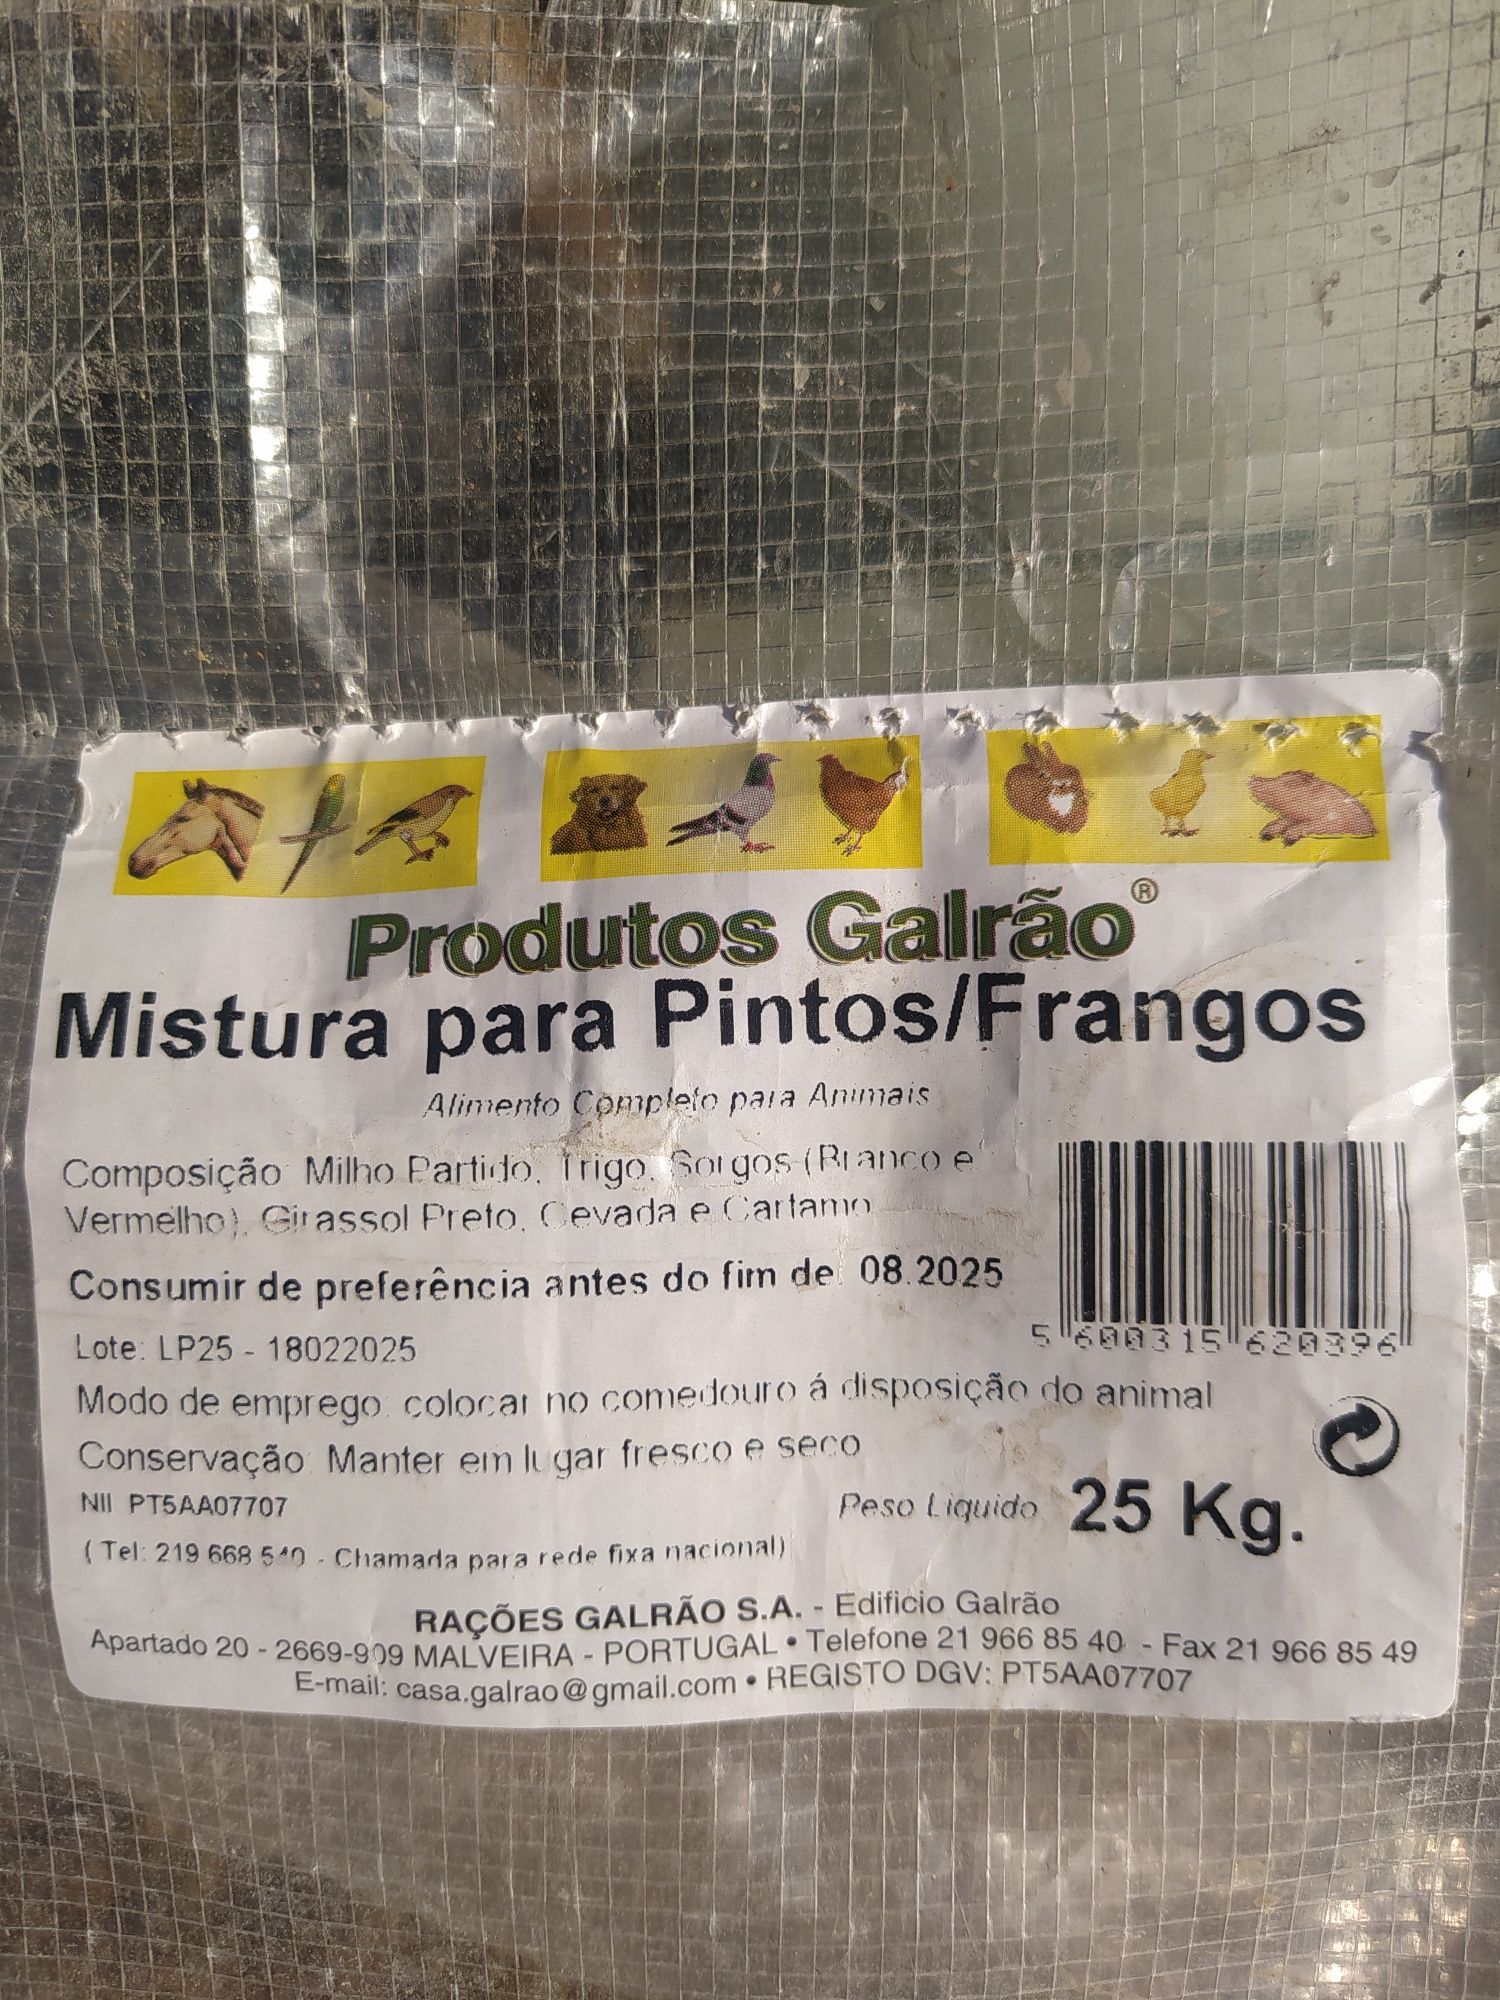 Produtos Galrão®
Mistura para Pintos/Frangos
Alimento Completo para Animais
Composição: Milho Partido, Trigo, Sorgos (Branco e
Vermelho), Girassol Preto, Cevada e Cartamo
Consumir de preferência antes do fim de: 08.2025
5 600315 620396
Lote: LP25 - 18022025
Modo de emprego: colocar no comedouro á disposição do animal
Conservação: Manter em lugar fresco e seco
NII PT5AA07707
Peso Liquido: 25 Kg.
( Tel: 219 668 540 - Chamada para rede fixa nacional)
RAÇÕES GALRÃO S.A. - Edificio Galrão
Apartado 20 - 2669-909 MALVEIRA - PORTUGAL • Telefone 21 966 85 40 - Fax 21 966 85 49
E-mail: casa.galrao@gmail.com • REGISTO DGV: PT5AA07707